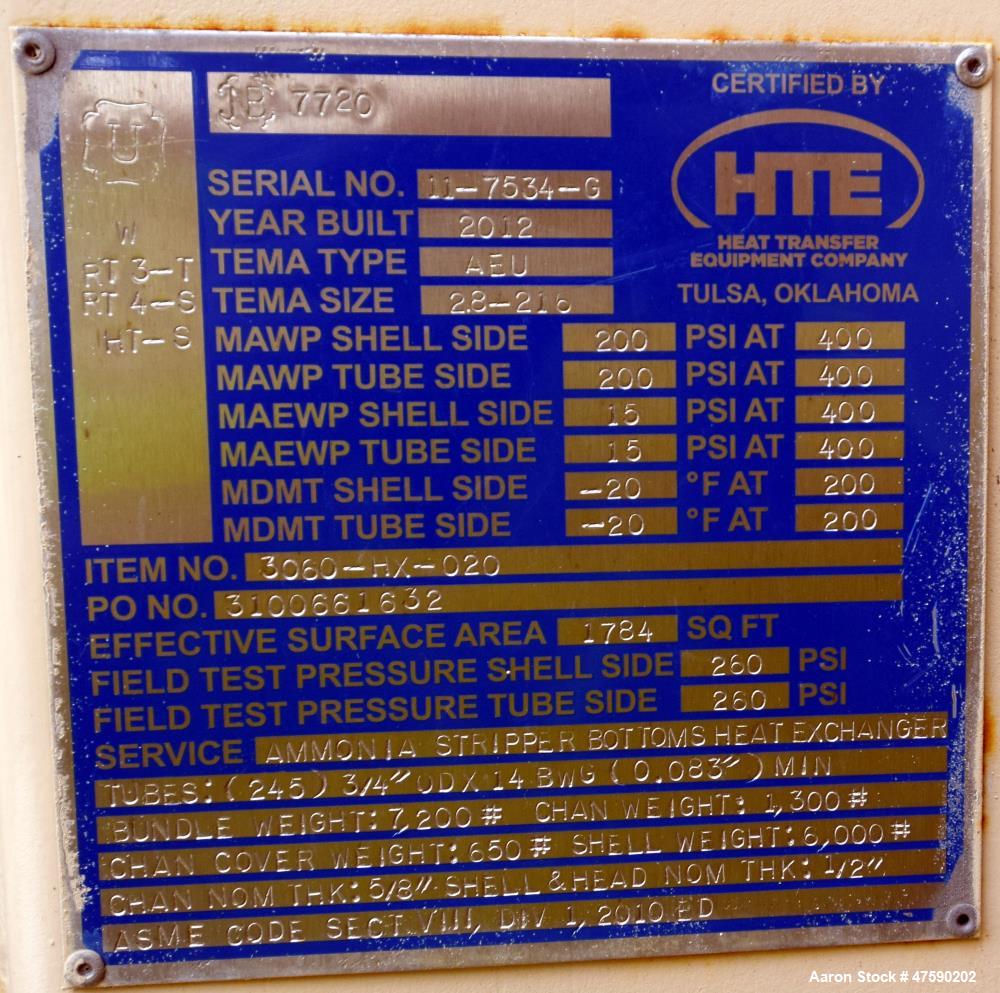 U
W
RT 3-T
RT 4-S
HT-S
NB 7720
CERTIFIED BY
HTE
HEAT TRANSFER
EQUIPMENT COMPANY
TULSA, OKLAHOMA
SERIAL NO. 11-7534-G
YEAR BUILT 2012
TEMA TYPE AEU
TEMA SIZE 28-216
MAWP SHELL SIDE 200 PSI AT 400
MAWP TUBE SIDE 200 PSI AT 400
MAEWP SHELL SIDE 15 PSI AT 400
MAEWP TUBE SIDE 15 PSI AT 400
MDMT SHELL SIDE -20 °F AT 200
MDMT TUBE SIDE -20 °F AT 200
ITEM NO. 3060-HX-020
PO NO. 3100661632
EFFECTIVE SURFACE AREA 1784 SQ FT
FIELD TEST PRESSURE SHELL SIDE 260 PSI
FIELD TEST PRESSURE TUBE SIDE 260 PSI
SERVICE AMMONIA STRIPPER BOTTOMS HEAT EXCHANGER
TUBES: (245) 3/4" OD X 14 BWG (0.083") MIN
BUNDLE WEIGHT: 7,200# CHAN WEIGHT: 1,300#
CHAN COVER WEIGHT: 650# SHELL WEIGHT: 6,000#
CHAN NOM THK: 5/8" SHELL & HEAD NOM THK: 1/2"
ASME CODE SECT VIII, DIV 1, 2010 ED
Aaron Stock # 47590202